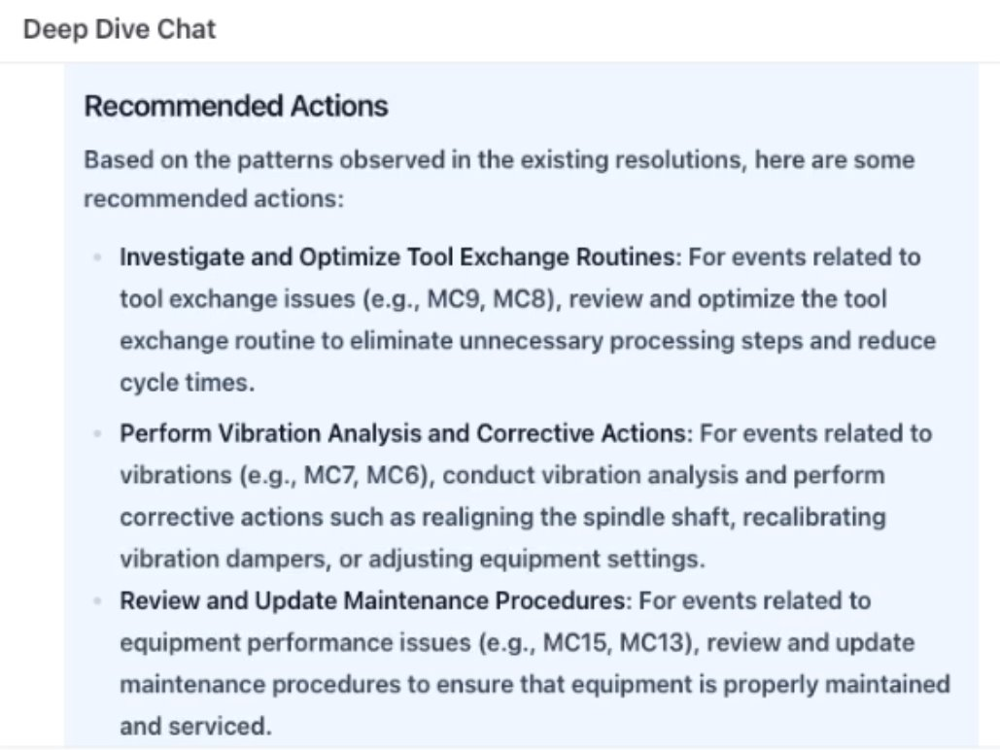 Deep Dive Chat
Recommended Actions
Based on the patterns observed in the existing resolutions, here are some
recommended actions:
Investigate and Optimize Tool Exchange Routines: For events related to
tool exchange issues (e.g., MC9, MC8), review and optimize the tool
exchange routine to eliminate unnecessary processing steps and reduce
cycle times.
Perform Vibration Analysis and Corrective Actions: For events related to
vibrations (e.g., MC7, MC6), conduct vibration analysis and perform
corrective actions such as realigning the spindle shaft, recalibrating
vibration dampers, or adjusting equipment settings.
Review and Update Maintenance Procedures: For events related to
equipment performance issues (e.g., MC15, MC13), review and update
maintenance procedures to ensure that equipment is properly maintained
and serviced.